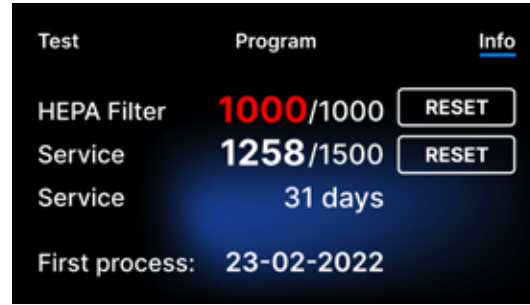 Test Program Info
HEPA Filter 1000/1000 RESET
Service 1258/1500 RESET
Service 31 days
First process: 23-02-2022